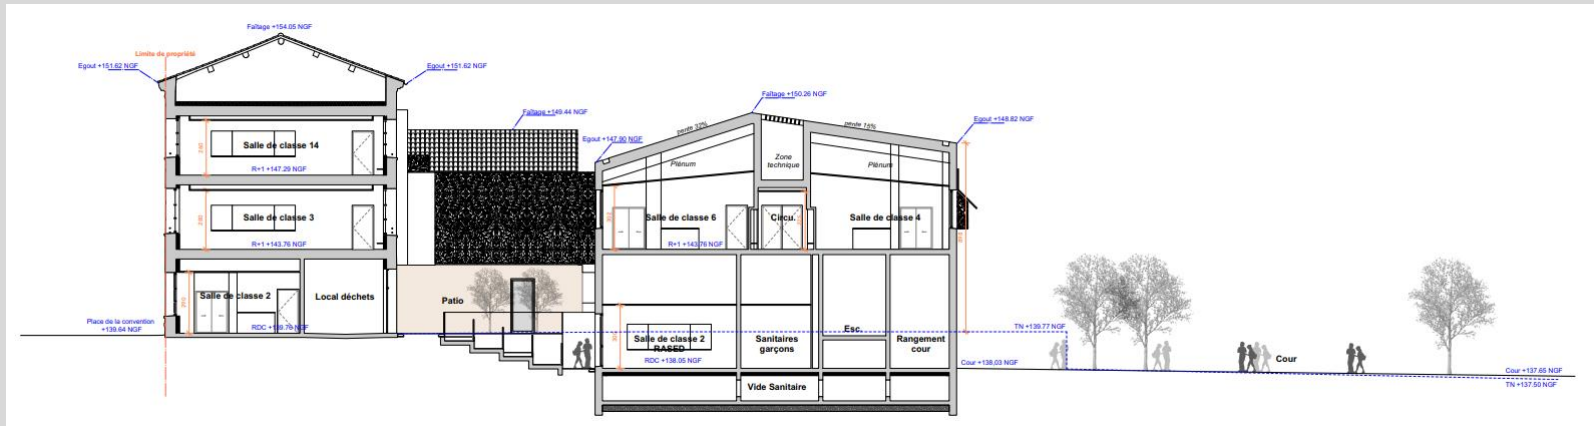 Faîtage +154.05 NGF
Limite de propriété
Egout +151.62 NGF
Egout +151.62 NGF
Faîtage +150.26 NGF
Faîtage +149.44 NGF
Egout +148.82 NGF
pente 32%
pente 15%
Egout +147.90 NGF
Salle de classe 14
Plénum
Zone
technique
Plénum
R+1 +147.29 NGF
Salle de classe 3
Salle de classe 6
Circu.
Salle de classe 4
R+1 +143.76 NGF
R+1 +143.76 NGF
Salle de classe 2
Local déchets
Patio
Place de la convention
+139.64 NGF
TN +139.77 NGF
Esc.
Salle de classe 2
RASED
Sanitaires
garçons
Rangement
cour
RDC +138.05 NGF
Cour +138,03 NGF
Cour
Cour +137.65 NGF
TN +137.50 NGF
Vide Sanitaire